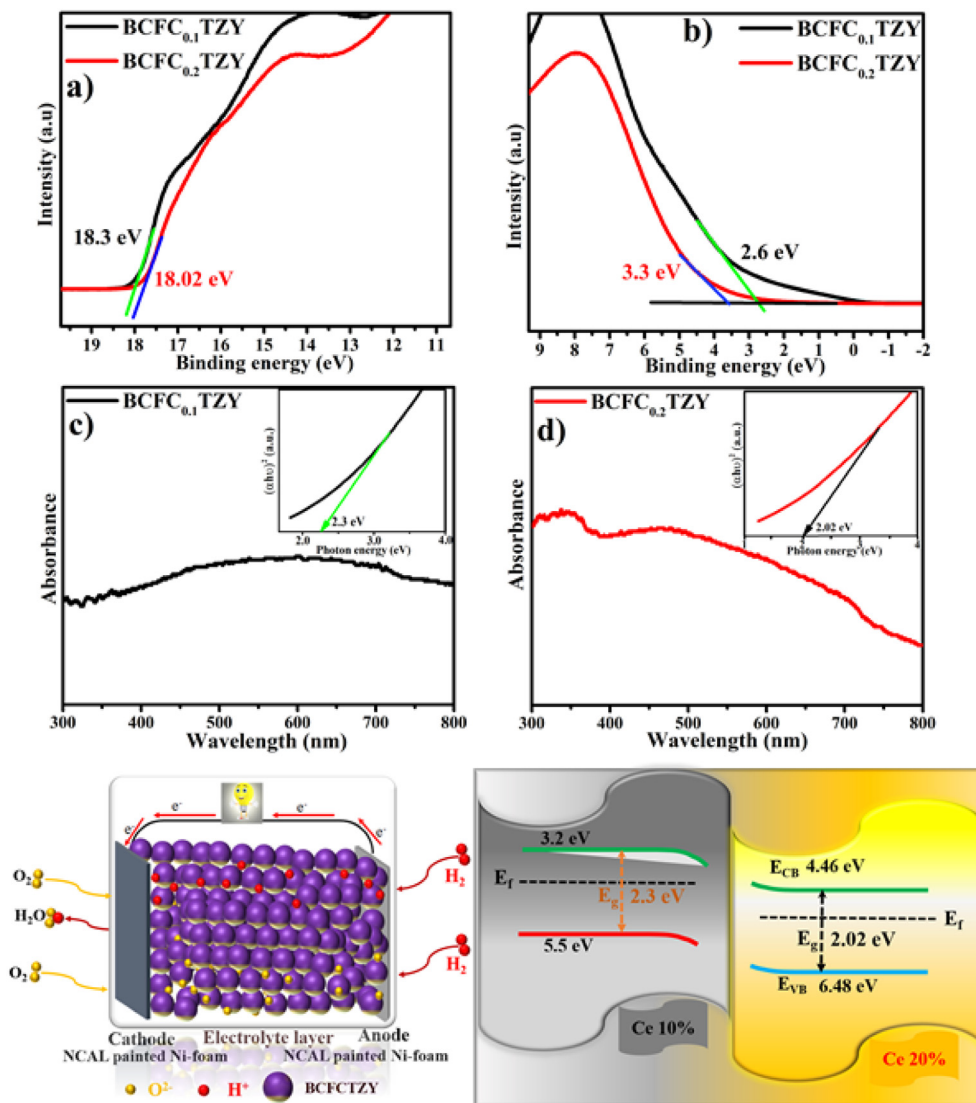 BCFC0.1TZY
BCFC0.2TZY
a)
Intensity (a.u)
18.3 eV
18.02 eV
19 18 17 16 15 14 13 12 11
Binding energy (eV)
BCFC0.1TZY
BCFC0.2TZY
b)
Intensity (a.u)
2.6 eV
3.3 eV
9 8 7 6 5 4 3 2 1 0 -1 -2
Binding energy (eV)
BCFC0.1TZY
c)
Absorbance
(αhυ)2 (a.u.)
2.3 eV
2.0 3.0 4.0
Photon energy (eV)
300 400 500 600 700 800
Wavelength (nm)
BCFC0.2TZY
d)
Absorbance
(αhυ)2 (a.u.)
2.02 eV
2 3 4
Photon energy (eV)
300 400 500 600 700 800
Wavelength (nm)
e- e- e- e-
O2
H2O
O2
H2
H2
Cathode Electrolyte layer Anode
NCAL painted Ni-foam NCAL painted Ni-foam
O2- H+ BCFCTZY
3.2 eV
Ef
Eg 2.3 eV
5.5 eV
Ce 10%
ECB 4.46 eV
Ef
Eg 2.02 eV
EVB 6.48 eV
Ce 20%